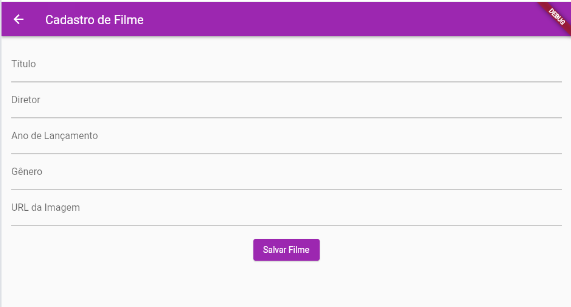 Cadastro de Filme
DEBUG
Título
Diretor
Ano de Lançamento
Gênero
URL da Imagem
Salvar Filme